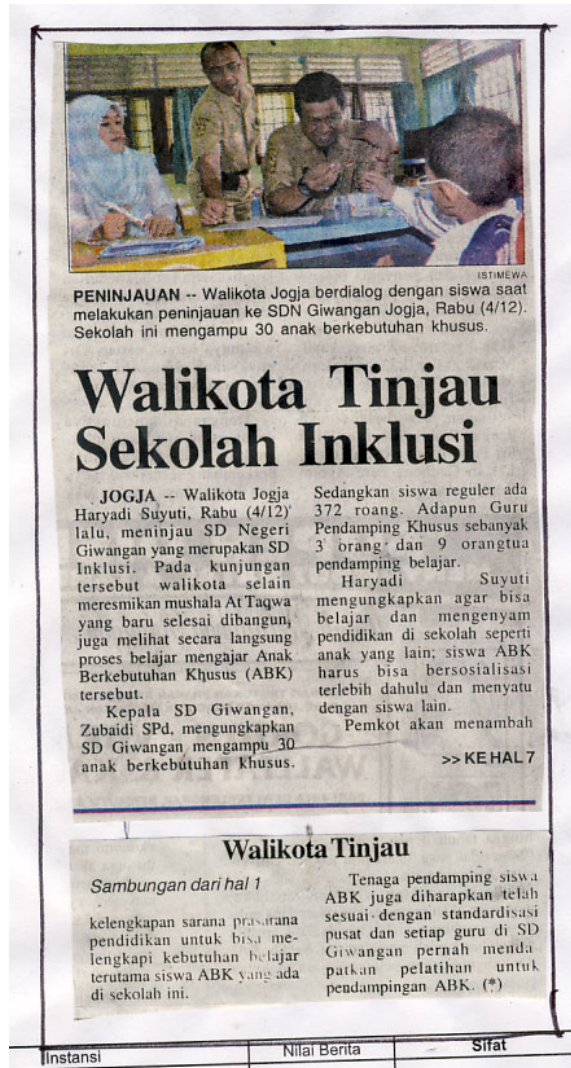 ISTIMEWA
PENINJAUAN -- Walikota Jogja berdialog dengan siswa saat
melakukan peninjauan ke SDN Giwangan Jogja, Rabu (4/12).
Sekolah ini mengampu 30 anak berkebutuhan khusus.
Walikota Tinjau
Sekolah Inklusi
JOGJA -- Walikota Jogja
Haryadi Suyuti, Rabu (4/12)
lalu, meninjau SD Negeri
Giwangan yang merupakan SD
Inklusi. Pada kunjungan
tersebut walikota selain
meresmikan mushala At Taqwa
yang baru selesai dibangun,
juga melihat secara langsung
proses belajar mengajar Anak
Berkebutuhan Khusus (ABK)
tersebut.
Kepala SD Giwangan,
Zubaidi SPd, mengungkapkan
SD Giwangan mengampu 30
anak berkebutuhan khusus.
Sedangkan siswa reguler ada
372 roang. Adapun Guru
Pendamping Khusus sebanyak
3 orang dan 9 orangtua
pendamping belajar.
Haryadi Suyuti
mengungkapkan agar bisa
belajar dan mengenyam
pendidikan di sekolah seperti
anak yang lain; siswa ABK
harus bisa bersosialisasi
terlebih dahulu dan menyatu
dengan siswa lain.
Pemkot akan menambah
>> KE HAL 7
Walikota Tinjau
Sambungan dari hal 1
kelengkapan sarana prasarana
pendidikan untuk bisa me-
lengkapi kebutuhan belajar
terutama siswa ABK yang ada
di sekolah ini.
Tenaga pendamping siswa
ABK juga diharapkan telah
sesuai dengan standardisasi
pusat dan setiap guru di SD
Giwangan pernah menda
patkan pelatihan untuk
pendampingan ABK. (*)
Instansi
Nilai Berita
Sifat